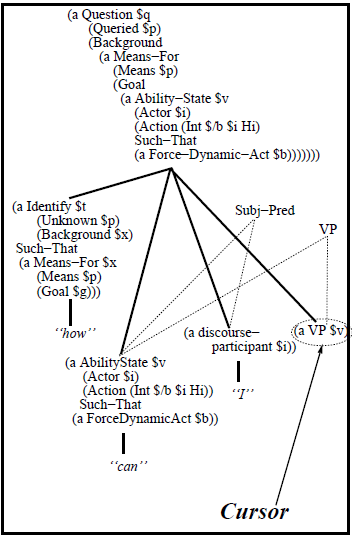 (a Question $q
(Queried $p)
(Background
(a Means−For
(Means $p)
(Goal
(a Ability−State $v
(Actor $i)
(Action (Int $/b $i Hi)
Such−That
(a Force−Dynamic−Act $b)))))))
(a Identify $t
(Unknown $p)
(Background $x)
Such−That
(a Means−For $x
(Means $p)
(Goal $g)))
‘‘how’’
Subj−Pred
VP
(a discourse−
participant $i))
‘‘I’’
(a VP $v)
(a AbilityState $v
(Actor $i)
(Action (Int $/b $i Hi))
Such−That
(a ForceDynamicAct $b))
‘‘can’’
Cursor